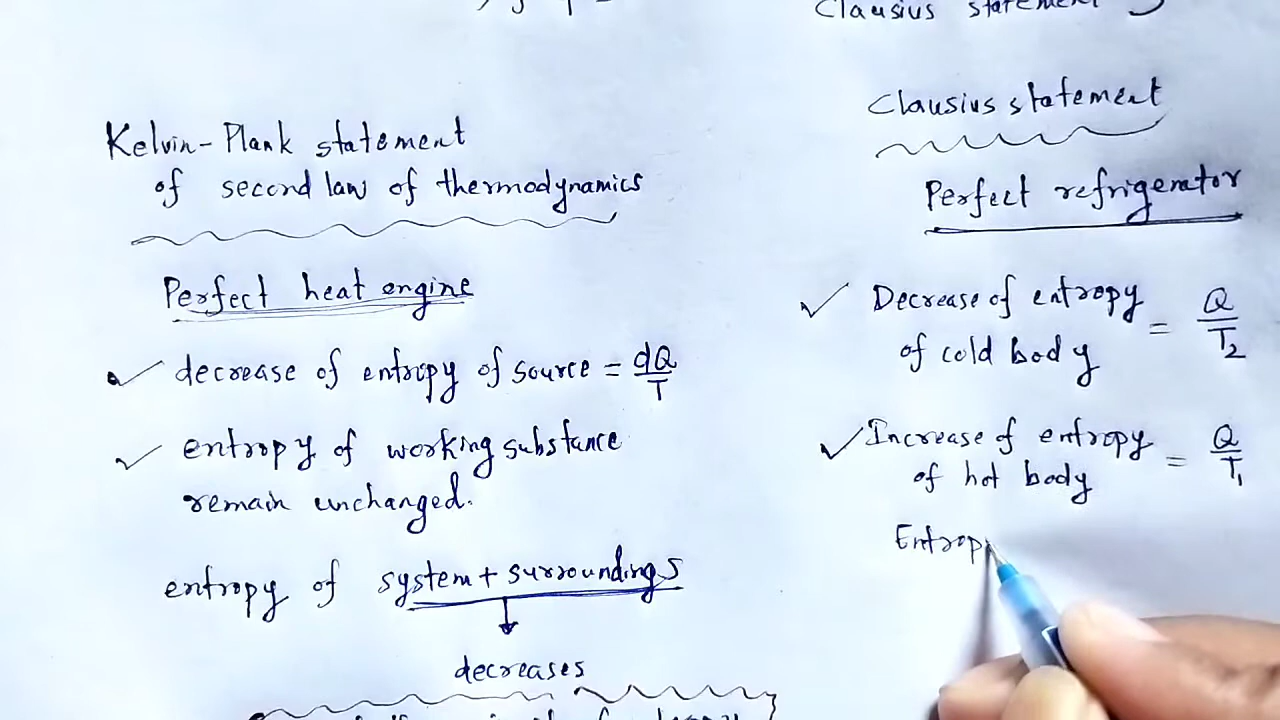 Clausius statement
Kelvin-Plank statement
of second law of thermodynamics
Perfect heat engine
decrease of entropy of source = dQ/T
entropy of working substance
remain unchanged.
entropy of system + surroundings
decreases
Clausius statement
Perfect refrigerator
Decrease of entropy
of cold body = Q/T₂
Increase of entropy
of hot body = Q/T₁
Entrop